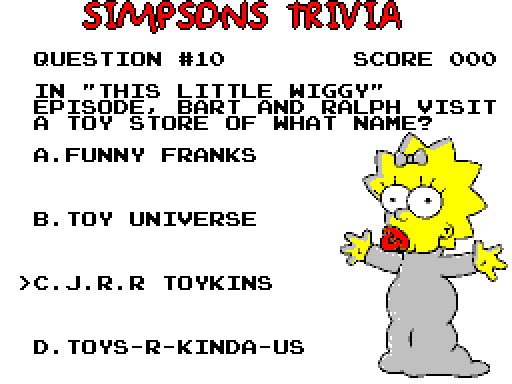 SIMPSONS TRIVIA
QUESTION #10 SCORE 000
IN "THIS LITTLE WIGGY"
EPISODE, BART AND RALPH VISIT
A TOY STORE OF WHAT NAME?
A.FUNNY FRANKS
B.TOY UNIVERSE
>C.J.R.R TOYKINS
D.TOYS-R-KINDA-US